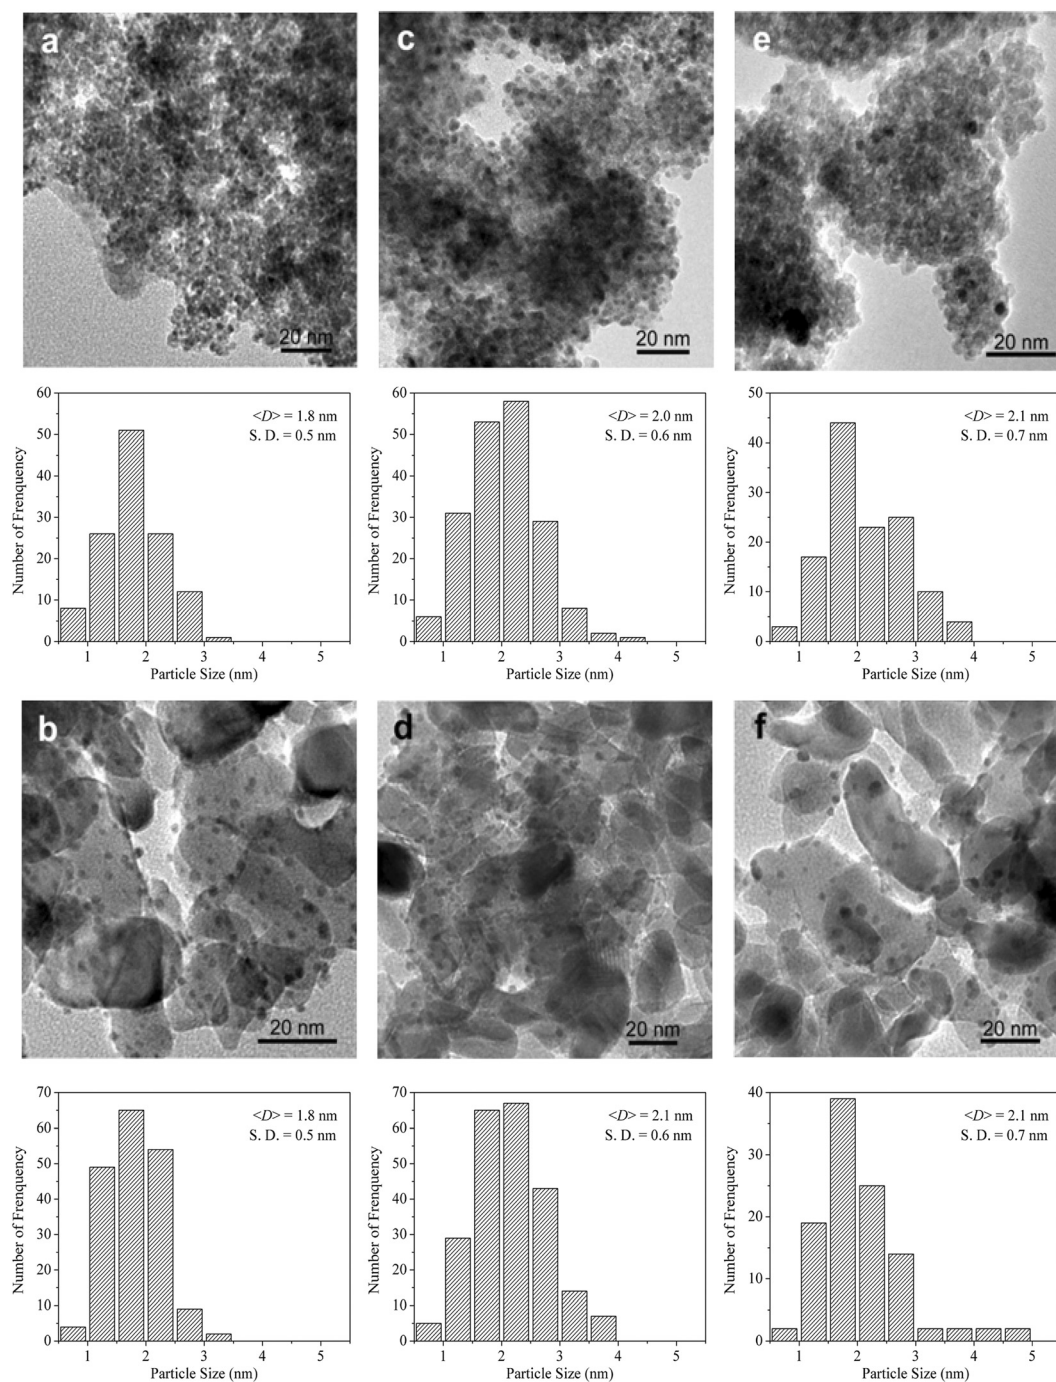 a
20 nm
c
20 nm
e
20 nm
<D> = 1.8 nm
S. D. = 0.5 nm
Number of Frenquency
60
50
40
30
20
10
0
1 2 3 4 5
Particle Size (nm)
<D> = 2.0 nm
S. D. = 0.6 nm
Number of Frenquency
60
50
40
30
20
10
0
1 2 3 4 5
Particle Size (nm)
<D> = 2.1 nm
S. D. = 0.7 nm
Number of Frenquency
50
40
30
20
10
0
1 2 3 4 5
Particle Size (nm)
b
20 nm
d
20 nm
f
20 nm
<D> = 1.8 nm
S. D. = 0.5 nm
Number of Frenquency
70
60
50
40
30
20
10
0
1 2 3 4 5
Particle Size (nm)
<D> = 2.1 nm
S. D. = 0.6 nm
Number of Frenquency
70
60
50
40
30
20
10
0
1 2 3 4 5
Particle Size (nm)
<D> = 2.1 nm
S. D. = 0.7 nm
Number of Frenquency
40
30
20
10
0
1 2 3 4 5
Particle Size (nm)